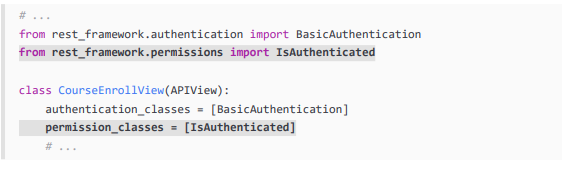 # ...
from rest_framework.authentication import BasicAuthentication
from rest_framework.permissions import IsAuthenticated
class CourseEnrollView(APIView):
    authentication_classes = [BasicAuthentication]
    permission_classes = [IsAuthenticated]
    # ...